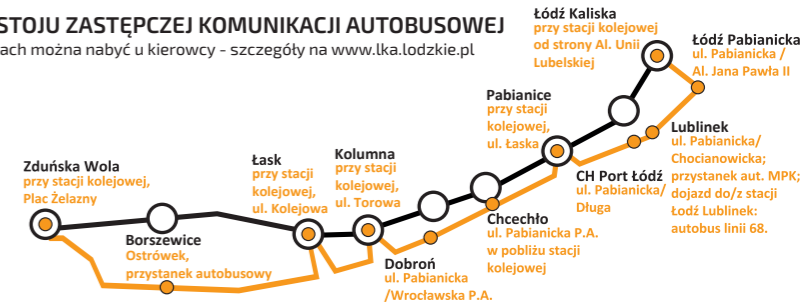 STOJU ZASTĘPCZEJ KOMUNIKACJI AUTOBUSOWEJ
ach można nabyć u kierowcy - szczegóły na www.lka.lodzkie.pl
Łódź Kaliska
przy stacji kolejowej
od strony Al. Unii
Lubelskiej
Łódź Pabianicka
ul. Pabianicka /
Al. Jana Pawła II
Pabianice
przy stacji
kolejowej,
ul. Łaska
Lublinek
ul. Pabianicka/
Chocianowicka;
przystanek aut. MPK;
dojazd do/z stacji
Łodź Lublinek:
autobus linii 68.
CH Port Łódź
ul. Pabianicka/
Długa
Zduńska Wola
przy stacji kolejowej,
Plac Żelazny
Łask
przy stacji
kolejowej,
ul. Kolejowa
Kolumna
przy stacji
kolejowej,
ul. Torowa
Borszewice
Ostrówek,
przystanek autobusowy
Chcechło
ul. Pabianicka P.A.
w pobliżu stacji
kolejowej
Dobroń
ul. Pabianicka
/Wrocławska P.A.